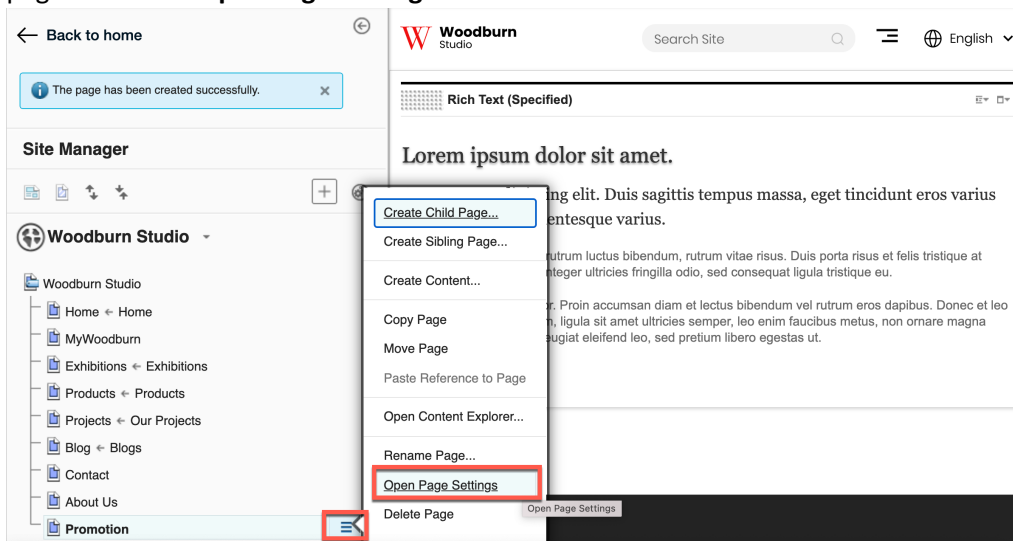 Back to home
The page has been created successfully.
Site Manager
Woodburn Studio
Woodburn Studio
Home ← Home
MyWoodburn
Exhibitions ← Exhibitions
Products ← Products
Projects ← Our Projects
Blog ← Blogs
Contact
About Us
Promotion
Create Child Page...
Create Sibling Page...
Create Content...
Copy Page
Move Page
Paste Reference to Page
Open Content Explorer...
Rename Page...
Open Page Settings
Delete Page
Open Page Settings
W Woodburn
Studio
Search Site
English
Rich Text (Specified)
Lorem ipsum dolor sit amet.
ing elit. Duis sagittis tempus massa, eget tincidunt eros varius
entesque varius.
rutrum luctus bibendum, rutrum vitae risus. Duis porta risus et felis tristique at
nteger ultricies fringilla odio, sed consequat ligula tristique eu.
r. Proin accumsan diam et lectus bibendum vel rutrum eros dapibus. Donec et leo
n, ligula sit amet ultricies semper, leo enim faucibus metus, non ornare magna
eugiat eleifend leo, sed pretium libero egestas ut.